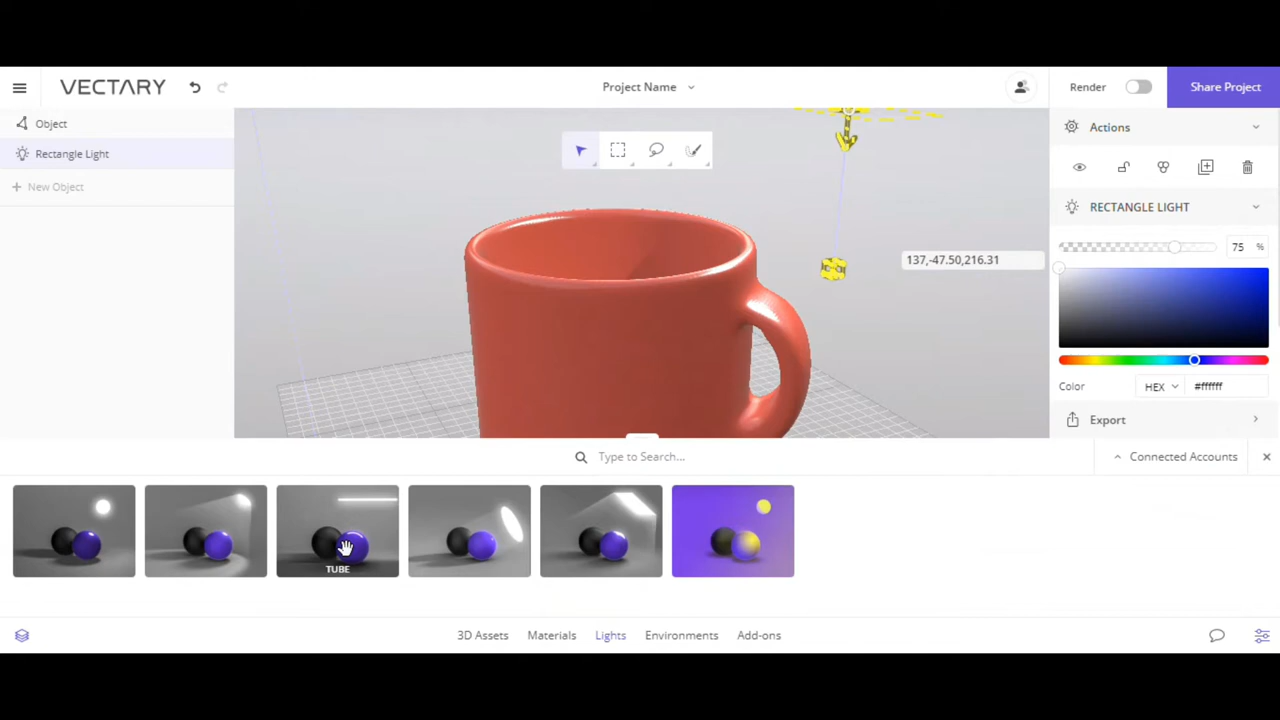 VECTARY
Project Name
Render
Share Project
Object
Rectangle Light
+ New Object
Actions
RECTANGLE LIGHT
75 %
137,-47.50,216.31
Color HEX #ffffff
Export
Type to Search...
Connected Accounts
TUBE
3D Assets
Materials
Lights
Environments
Add-ons